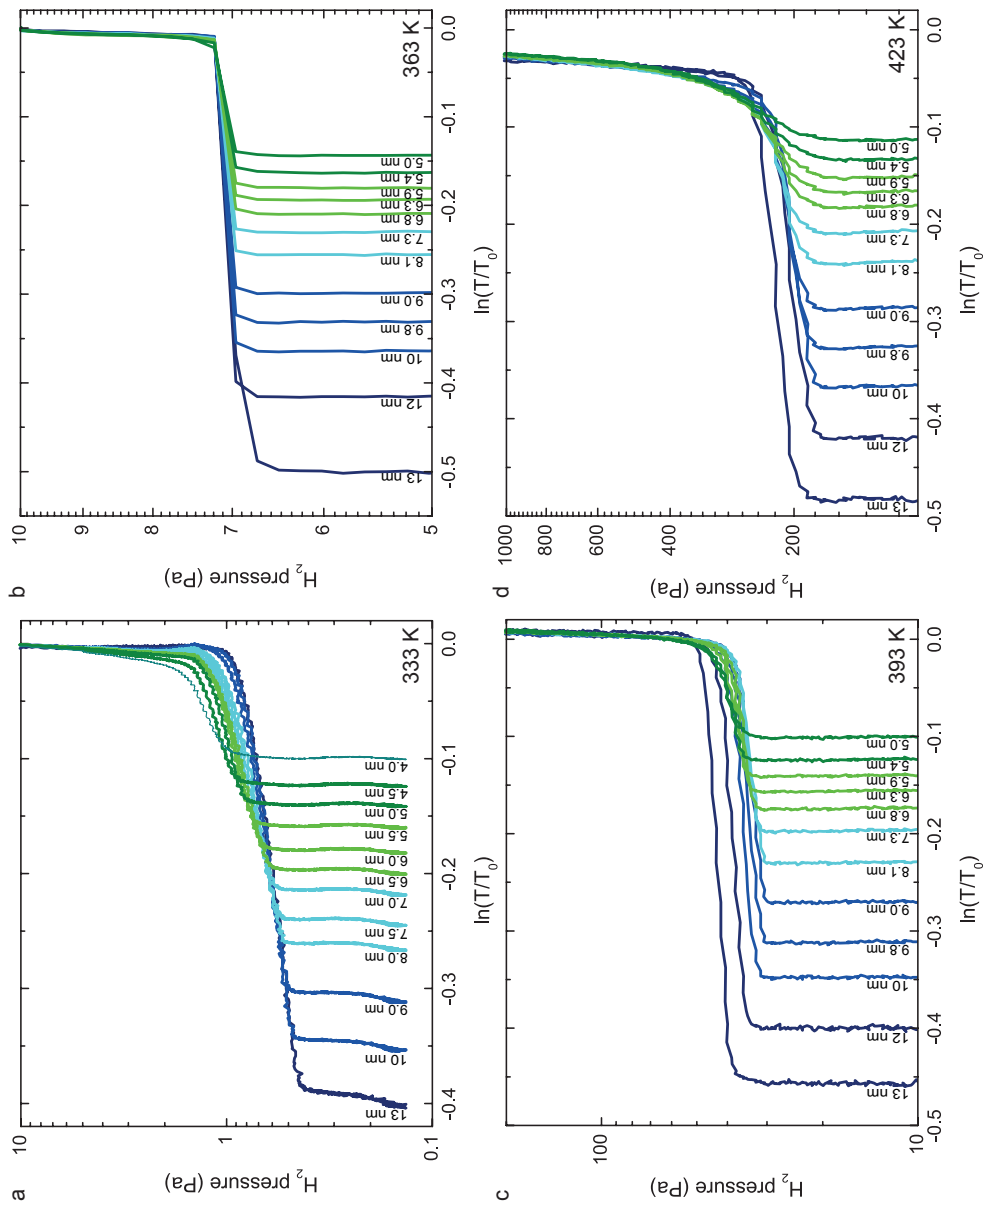 a
H2 pressure (Pa)
10
1
0.1
333 K
0.0
-0.1
-0.2
-0.3
-0.4
ln(T/T0)
4.0 nm
4.5 nm
5.0 nm
5.5 nm
6.0 nm
6.5 nm
7.0 nm
7.5 nm
8.0 nm
9.0 nm
10 nm
13 nm
b
H2 pressure (Pa)
10
9
8
7
6
5
363 K
0.0
-0.1
-0.2
-0.3
-0.4
-0.5
ln(T/T0)
5.0 nm
5.4 nm
5.9 nm
6.3 nm
6.8 nm
7.3 nm
8.1 nm
9.0 nm
9.8 nm
10 nm
12 nm
13 nm
c
H2 pressure (Pa)
100
10
393 K
0.0
-0.1
-0.2
-0.3
-0.4
-0.5
ln(T/T0)
5.0 nm
5.4 nm
5.9 nm
6.3 nm
6.8 nm
7.3 nm
8.1 nm
9.0 nm
9.8 nm
10 nm
12 nm
13 nm
d
H2 pressure (Pa)
1000
800
600
400
200
423 K
0.0
-0.1
-0.2
-0.3
-0.4
-0.5
ln(T/T0)
5.0 nm
5.4 nm
5.9 nm
6.3 nm
6.8 nm
7.3 nm
8.1 nm
9.0 nm
9.8 nm
10 nm
12 nm
13 nm